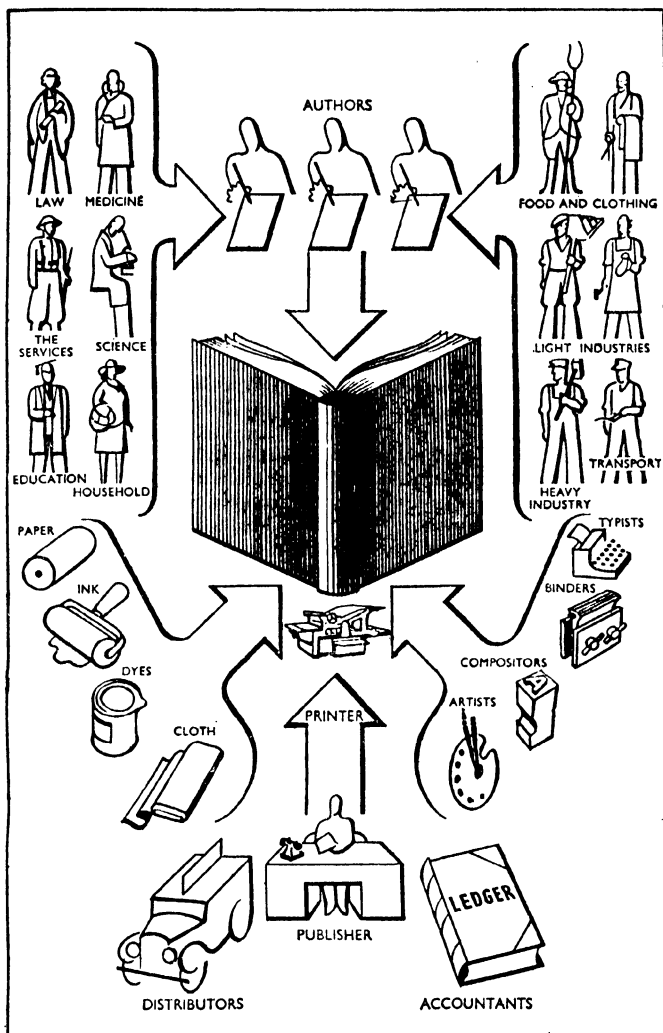 AUTHORS
LAW
MEDICINE
THE
SERVICES
SCIENCE
EDUCATION
HOUSEHOLD
FOOD AND CLOTHING
LIGHT INDUSTRIES
HEAVY
INDUSTRY
TRANSPORT
PAPER
INK
DYES
CLOTH
TYPISTS
BINDERS
COMPOSITORS
ARTISTS
A
PRINTER
PUBLISHER
LEDGER
DISTRIBUTORS
ACCOUNTANTS